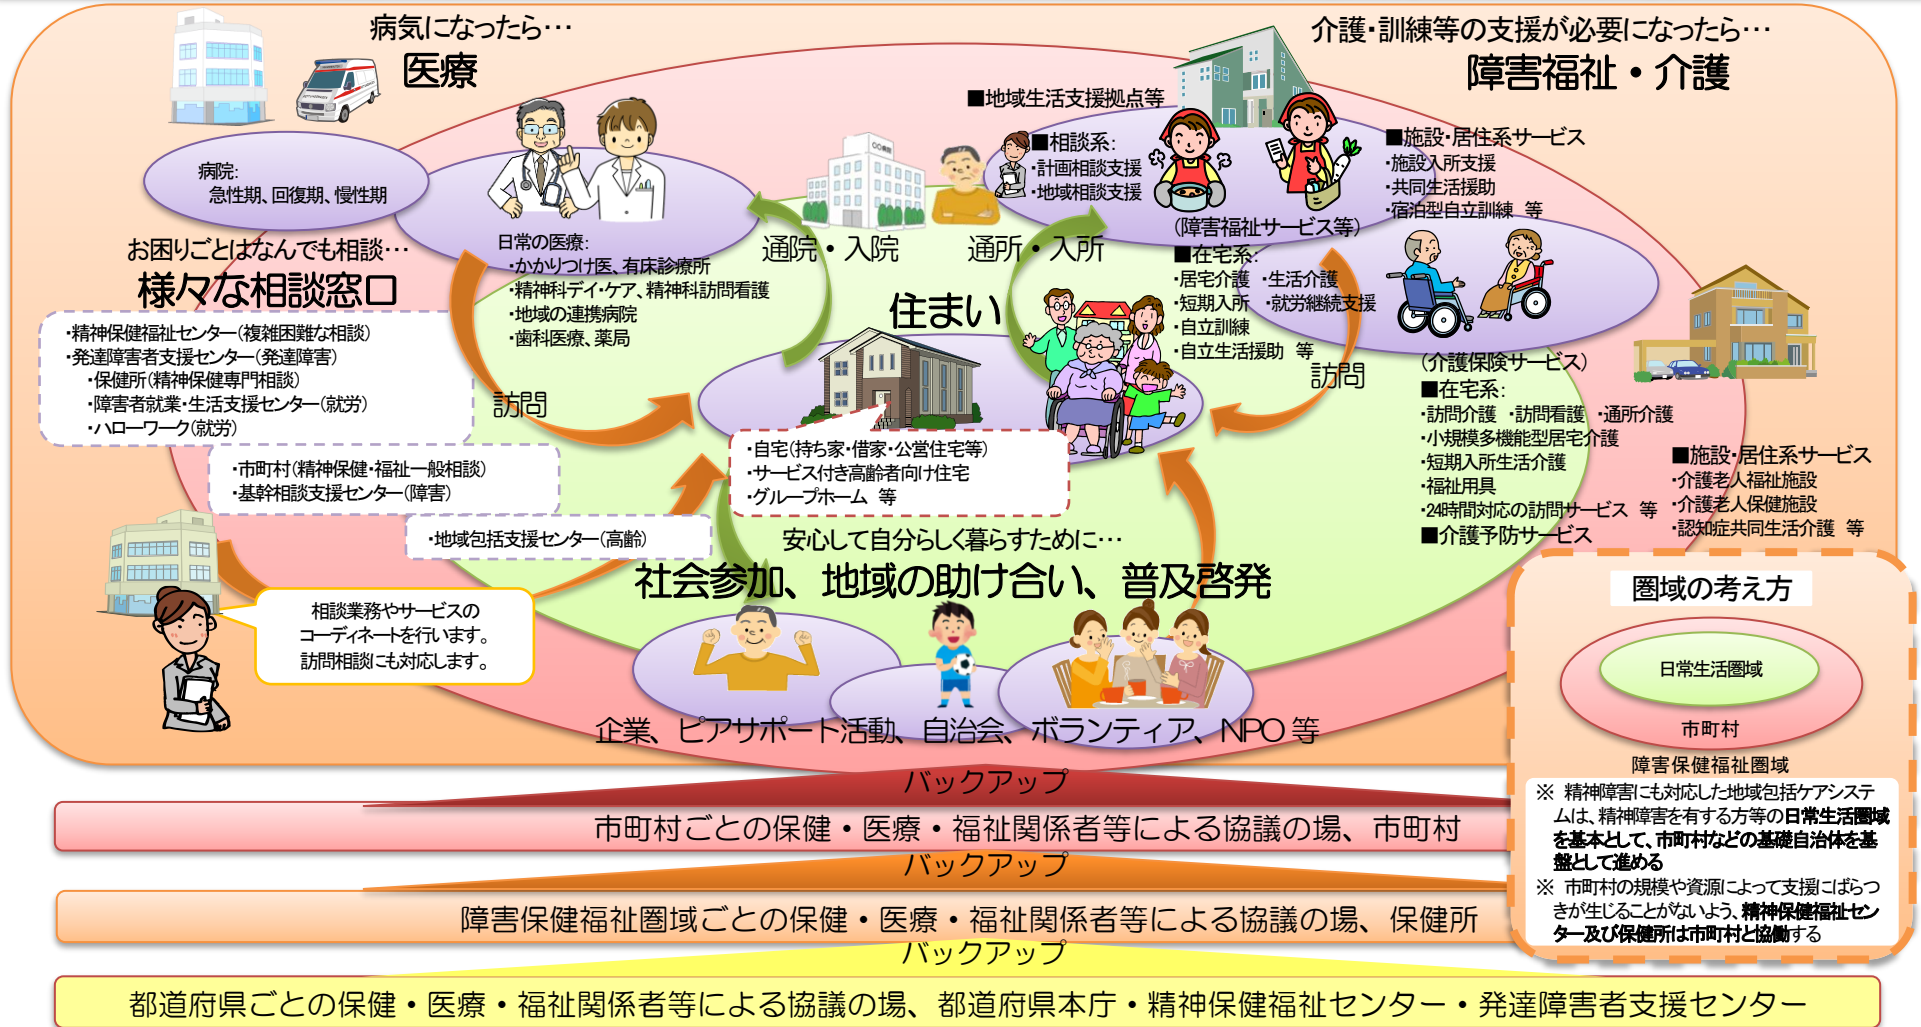 病気になったら…
医療
病院:
急性期、回復期、慢性期
日常の医療:
・かかりつけ医、有床診療所
・精神科デイ・ケア、精神科訪問看護
・地域の連携病院
・歯科医療、薬局
〇〇病院
通院・入院
通所・入所
介護・訓練等の支援が必要になったら…
障害福祉・介護
■地域生活支援拠点等
■相談系:
・計画相談支援
・地域相談支援
■施設・居住系サービス
・施設入所支援
・共同生活援助
・宿泊型自立訓練 等
(障害福祉サービス等)
■在宅系:
・居宅介護 ・生活介護
・短期入所 ・就労継続支援
・自立訓練
・自立生活援助 等
訪問
(介護保険サービス)
■在宅系:
・訪問介護 ・訪問看護 ・通所介護
・小規模多機能型居宅介護
・短期入所生活介護
・福祉用具
・24時間対応の訪問サービス 等
■介護予防サービス
■施設・居住系サービス
・介護老人福祉施設
・介護老人保健施設
・認知症共同生活介護 等
お困りごとはなんでも相談…
様々な相談窓口
・精神保健福祉センター(複雑困難な相談)
・発達障害者支援センター(発達障害)
・保健所(精神保健専門相談)
・障害者就業・生活支援センター(就労)
・ハローワーク(就労)
・市町村(精神保健・福祉一般相談)
・基幹相談支援センター(障害)
・地域包括支援センター(高齢)
訪問
相談業務やサービスの
コーディネートを行います。
訪問相談にも対応します。
住まい
・自宅(持ち家・借家・公営住宅等)
・サービス付き高齢者向け住宅
・グループホーム 等
安心して自分らしく暮らすために…
社会参加、地域の助け合い、普及啓発
企業、ピアサポート活動、自治会、ボランティア、NPO 等
圏域の考え方
日常生活圏域
市町村
障害保健福祉圏域
※ 精神障害にも対応した地域包括ケアシステ
ムは、精神障害を有する方等の日常生活圏域
を基本として、市町村などの基礎自治体を基
盤として進める
※ 市町村の規模や資源によって支援にばらつ
きが生じることがないよう、精神保健福祉セン
ター及び保健所は市町村と協働する
バックアップ
市町村ごとの保健・医療・福祉関係者等による協議の場、市町村
バックアップ
障害保健福祉圏域ごとの保健・医療・福祉関係者等による協議の場、保健所
バックアップ
都道府県ごとの保健・医療・福祉関係者等による協議の場、都道府県本庁・精神保健福祉センター・発達障害者支援センター